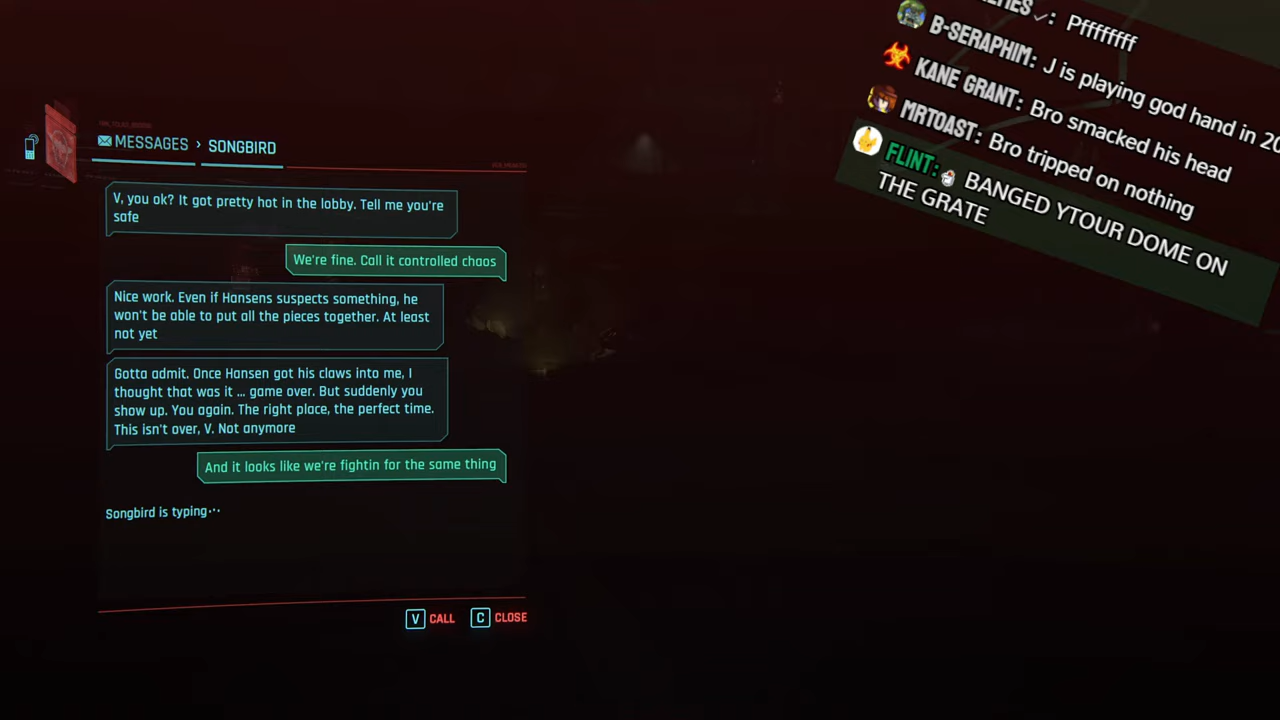 MESSAGES › SONGBIRD
V, you ok? It got pretty hot in the lobby. Tell me you're
safe
We're fine. Call it controlled chaos
Nice work. Even if Hansens suspects something, he
won't be able to put all the pieces together. At least
not yet
Gotta admit. Once Hansen got his claws into me, I
thought that was it ... game over. But suddenly you
show up. You again. The right place, the perfect time.
This isn't over, V. Not anymore
And it looks like we're fightin for the same thing
Songbird is typing···
V CALL C CLOSE
: Pffffffff
B-SERAPHIM: J is playing god hand in 20
KANE GRANT: Bro smacked his head
MRTOAST: Bro tripped on nothing
FLINT: BANGED YTOUR DOME ON
THE GRATE